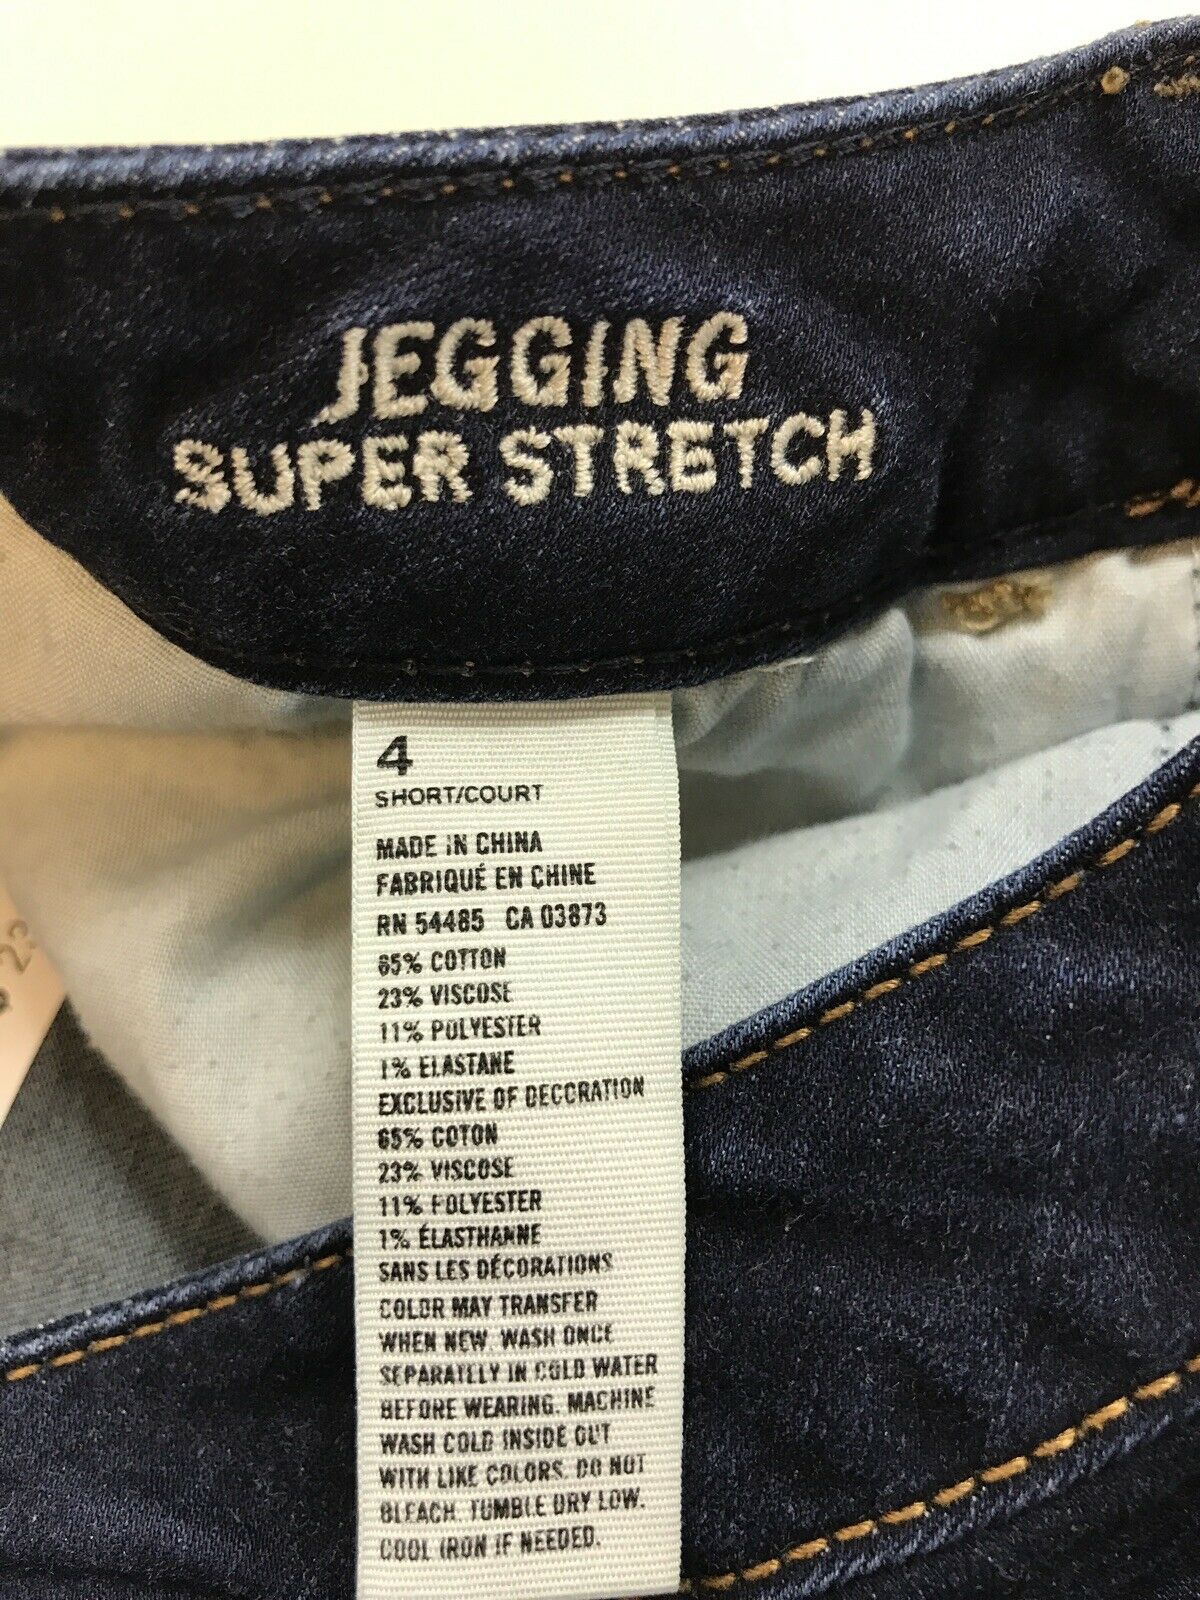 JEGGING
SUPER STRETCH
4
SHORT/COURT
MADE IN CHINA
FABRIQUÉ EN CHINE
RN 54485 CA 03873
65% COTTON
23% VISCOSE
11% POLYESTER
1% ELASTANE
EXCLUSIVE OF DECORATION
65% COTON
23% VISCOSE
11% POLYESTER
1% ÉLASTHANNE
SANS LES DÉCORATIONS
COLOR MAY TRANSFER
WHEN NEW. WASH ONCE
SEPARATELY IN COLD WATER
BEFORE WEARING. MACHINE
WASH COLD INSIDE OUT
WITH LIKE COLORS. DO NOT
BLEACH. TUMBLE DRY LOW.
COOL IRON IF NEEDED.